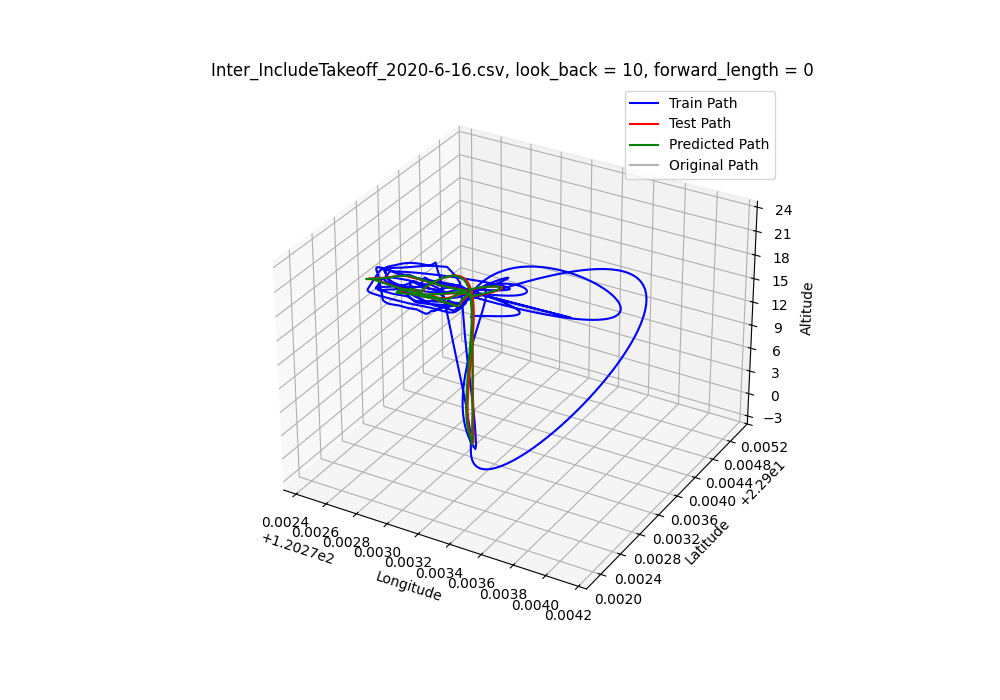 Inter_IncludeTakeoff_2020-6-16.csv, look_back = 10, forward_length = 0
Train Path
Test Path
Predicted Path
Original Path
24
21
18
15
12
9
6
3
0
−3
Altitude
0.0052
0.0048
0.0044
0.0040
0.0036
0.0032
0.0028
0.0024
0.0020
+2.29e1
Latitude
0.0024
0.0026
0.0028
0.0030
0.0032
0.0034
0.0036
0.0038
0.0040
0.0042
+1.2027e2
Longitude